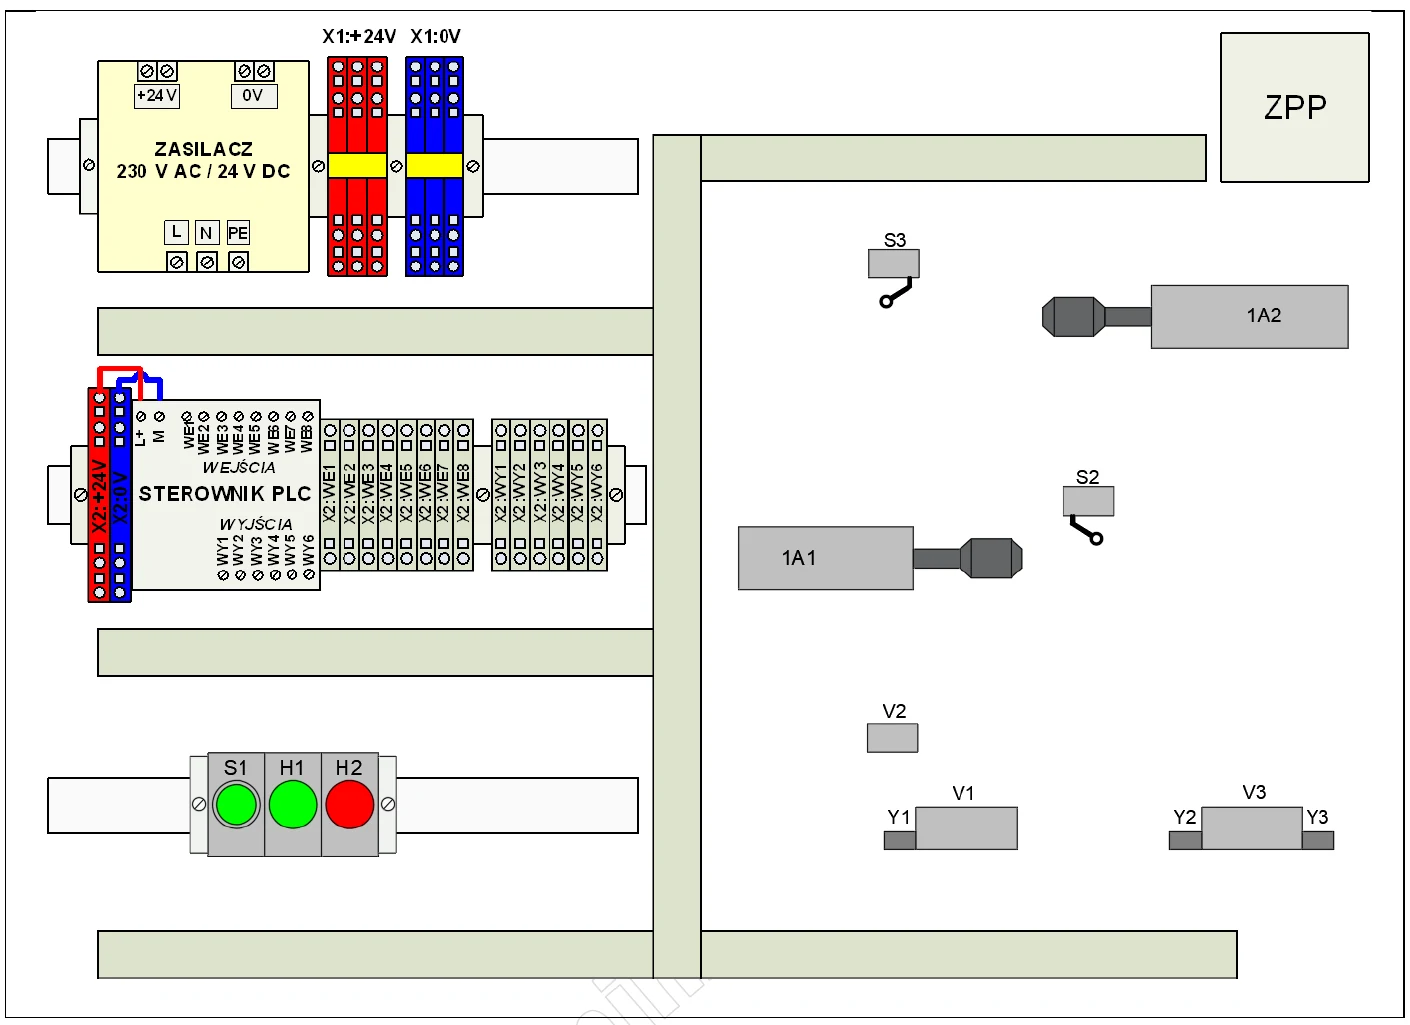 X1:+24V X1:0V
+24V 0V
ZPP
ZASILACZ
230 V AC / 24 V DC
L N PE
S3
1A2
L+ M WE1 WE2 WE3 WE4 WE5 WE6 WE7 WE8
WEJŚCIA
X2:+24V X2:0V
STEROWNIK PLC
X2:WE1 X2:WE2 X2:WE3 X2:WE4 X2:WE5 X2:WE6 X2:WE7 X2:WE8 X2:WY1 X2:WY2 X2:WY3 X2:WY4 X2:WY5 X2:WY6
WYJŚCIA
WY1 WY2 WY3 WY4 WY5 WY6
S2
1A1
V2
S1 H1 H2
V1 V3
Y1 Y2 Y3